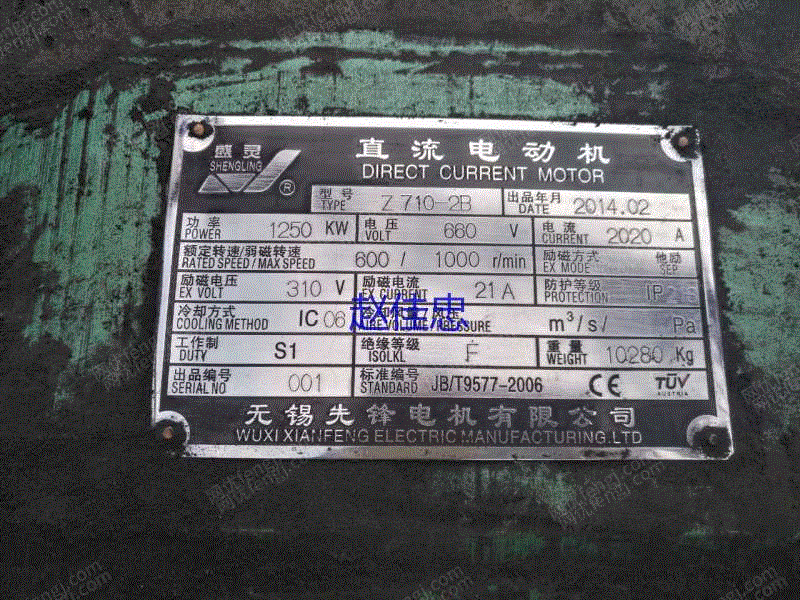 盛灵 直流电动机
SHENGLING DIRECT CURRENT MOTOR
®
型号 TYPE Z 710-2B 出品年月 DATE 2014.02
功率 POWER 1250 KW 电压 VOLT 660 V 电流 CURRENT 2020 A
额定转速/弱磁转速 RATED SPEED/MAX SPEED 600 / 1000 r/min 励磁方式 EX MODE 他励 SEP
励磁电压 EX VOLT 310 V 励磁电流 EX CURRENT 21 A 防护等级 PROTECTION IP
冷却方式 COOLING METHOD IC 06 PRESSURE m³/s/ Pa
赵佳忠
工作制 DUTY S1 绝缘等级 ISOLKL F 重量 WEIGHT 10280 Kg
出品编号 SERIAL NO 001 标准编号 STANDARD JB/T9577-2006 CE TÜV AUSTRIA
无锡先锋电机有限公司
WUXI XIANFENG ELECTRIC MANUFACTURING.LTD